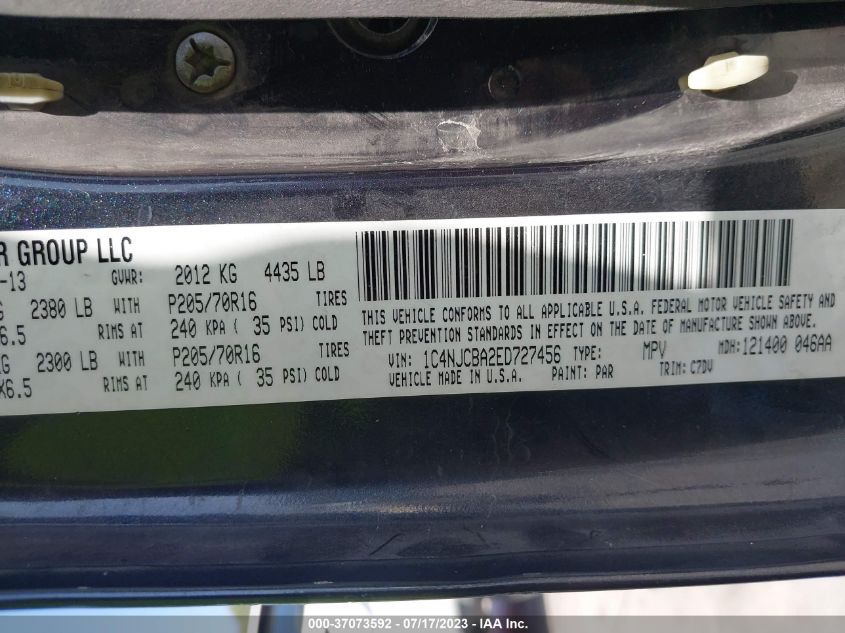 R GROUP LLC
-13 GVWR: 2012 KG 4435 LB
G 2380 LB WITH P205/70R16 TIRES
X6.5 RIMS AT 240 KPA ( 35 PSI) COLD
KG 2300 LB WITH P205/70R16 TIRES
X6.5 RIMS AT 240 KPA ( 35 PSI) COLD
THIS VEHICLE CONFORMS TO ALL APPLICABLE U.S.A. FEDERAL MOTOR VEHICLE SAFETY AND
THEFT PREVENTION STANDARDS IN EFFECT ON THE DATE OF MANUFACTURE SHOWN ABOVE.
VIN: 1C4NJCBA2ED727456 TYPE: MPV MDH: 121400 046AA
VEHICLE MADE IN U.S.A. PAINT: PAR TRIM: C7DV
000-37073592 - 07/17/2023 - IAAI.com